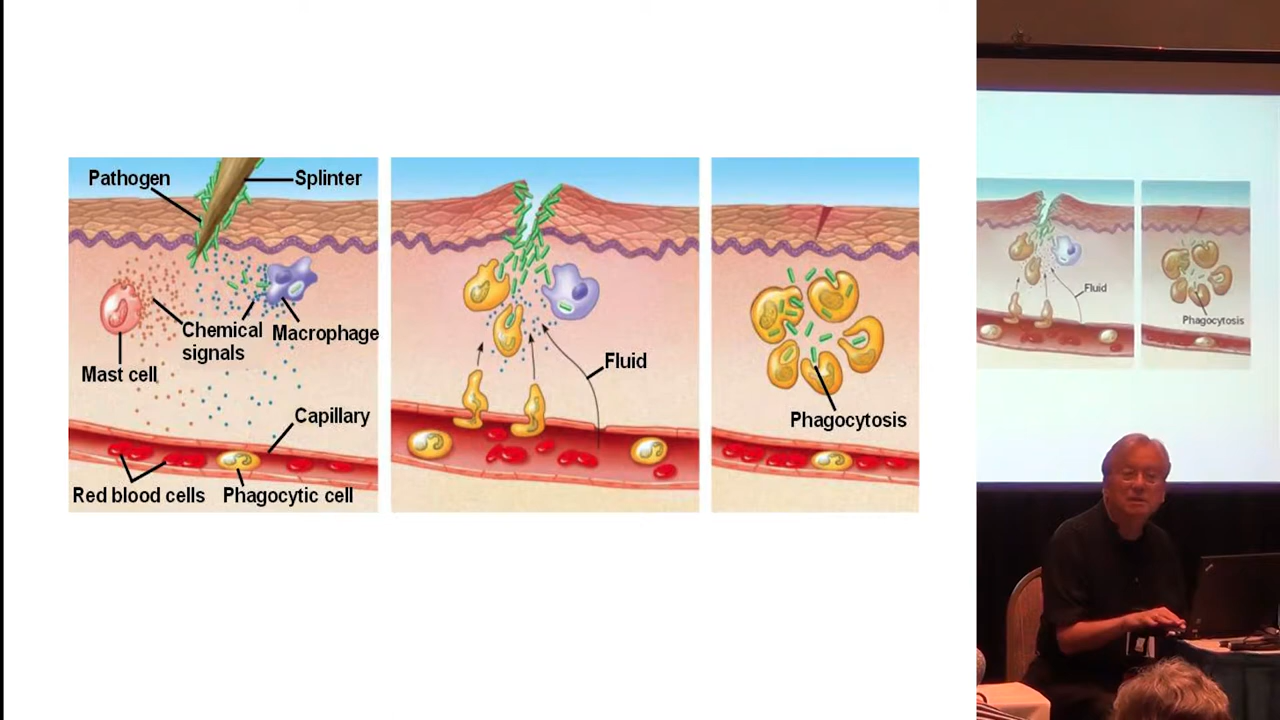 Pathogen
Splinter
Chemical
signals
Macrophage
Mast cell
Capillary
Red blood cells
Phagocytic cell
Fluid
Phagocytosis
Fluid
Phagocytosis